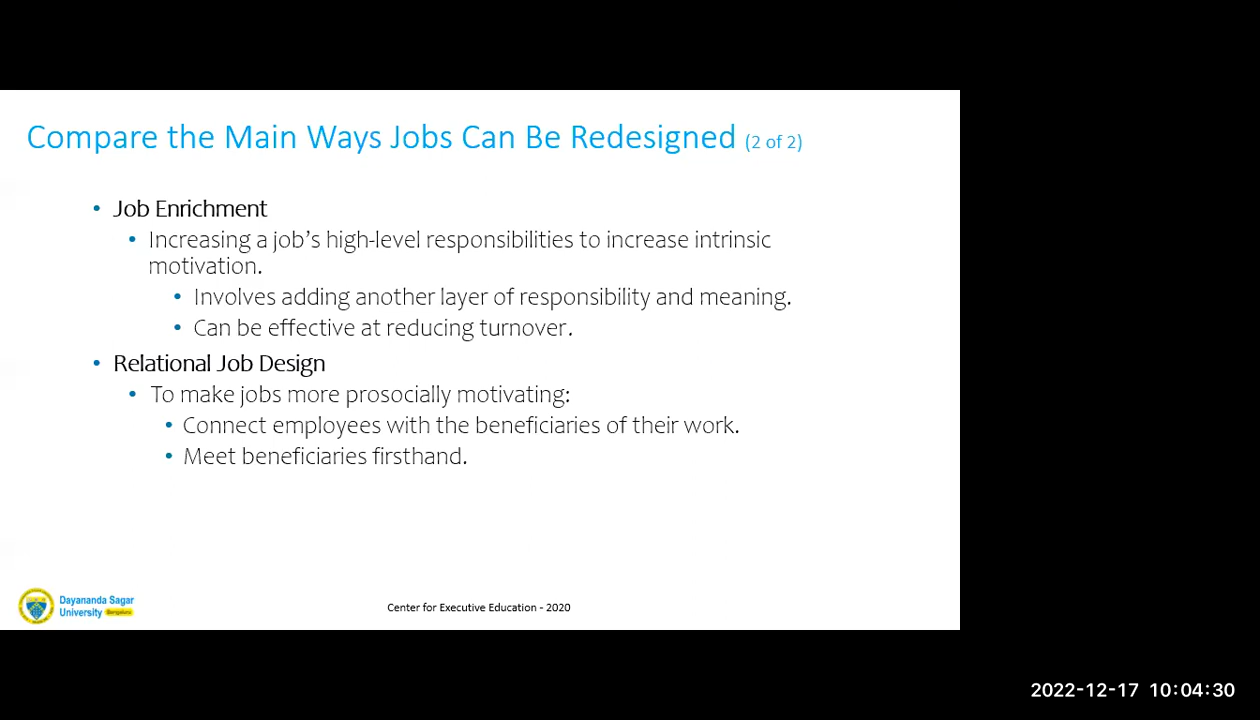 Compare the Main Ways Jobs Can Be Redesigned (2 of 2)
• Job Enrichment
• Increasing a job's high-level responsibilities to increase intrinsic
motivation.
• Involves adding another layer of responsibility and meaning.
• Can be effective at reducing turnover.
• Relational Job Design
• To make jobs more prosocially motivating:
• Connect employees with the beneficiaries of their work.
• Meet beneficiaries firsthand.
Dayananda Sagar
University Bengaluru
Center for Executive Education - 2020
2022-12-17 10:04:30